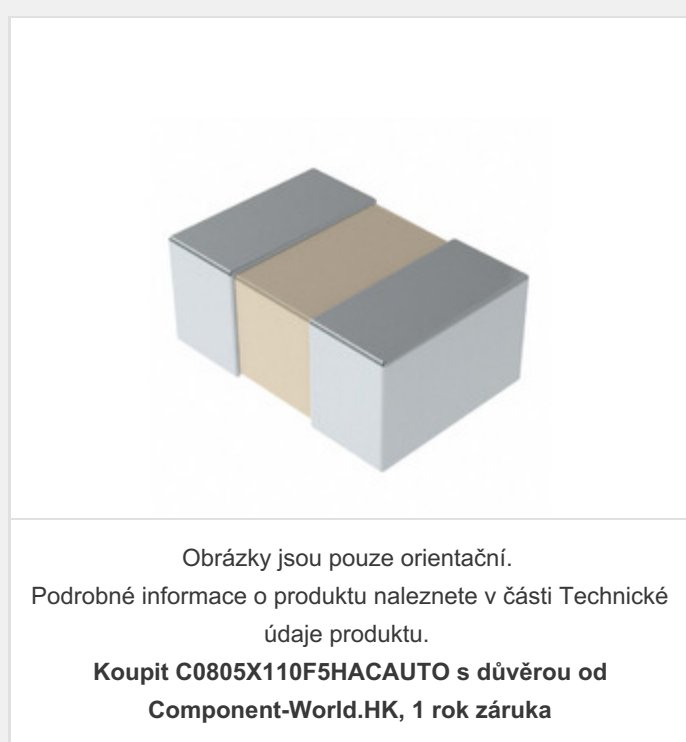 Obrázky jsou pouze orientační.
Podrobné informace o produktu naleznete v části Technické
údaje produktu.
Koupit C0805X110F5HACAUTO s důvěrou od
Component-World.HK, 1 rok záruka